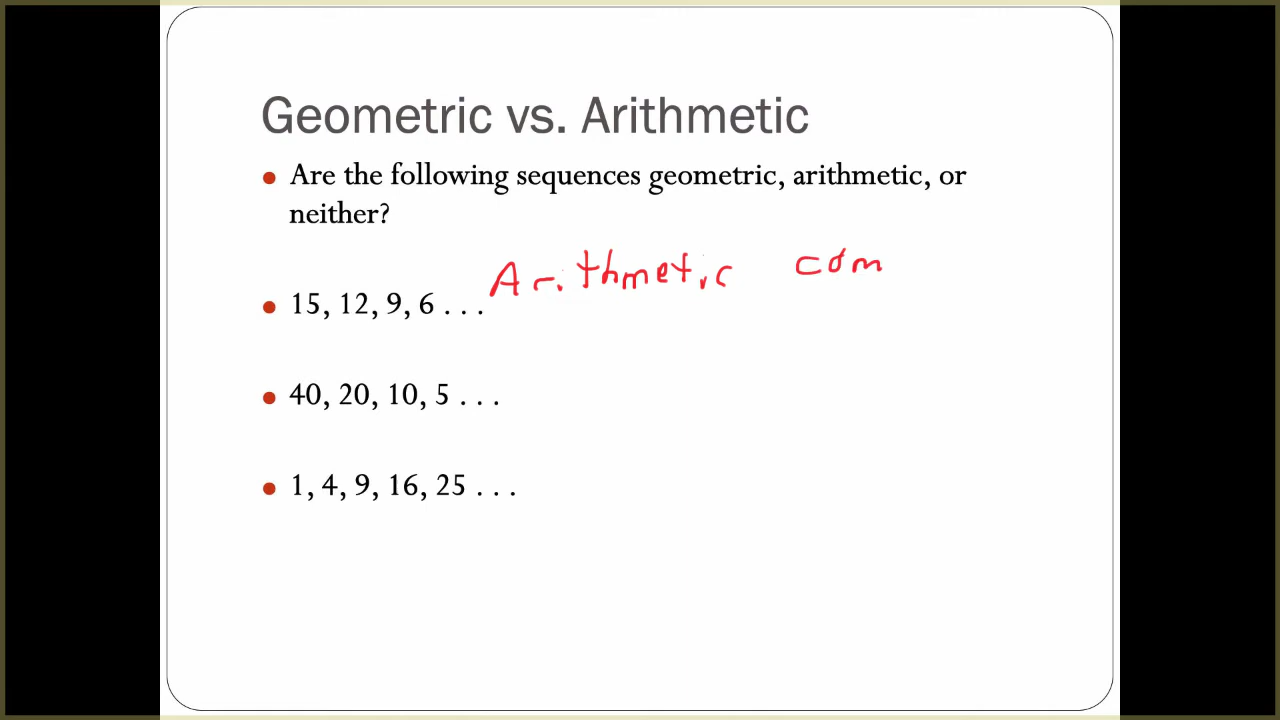 Geometric vs. Arithmetic
• Are the following sequences geometric, arithmetic, or
neither?
Arithmetic com
• 15, 12, 9, 6 . . .
• 40, 20, 10, 5 . . .
• 1, 4, 9, 16, 25 . . .